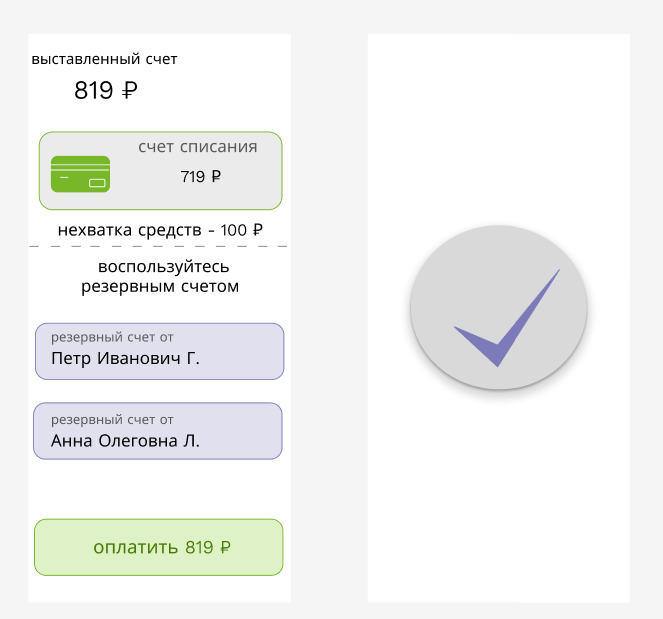 выставленный счет
819 ₽
счет списания
719 ₽
нехватка средств - 100 ₽
воспользуйтесь
резервным счетом
резервный счет от
Петр Иванович Г.
резервный счет от
Анна Олеговна Л.
оплатить 819 ₽